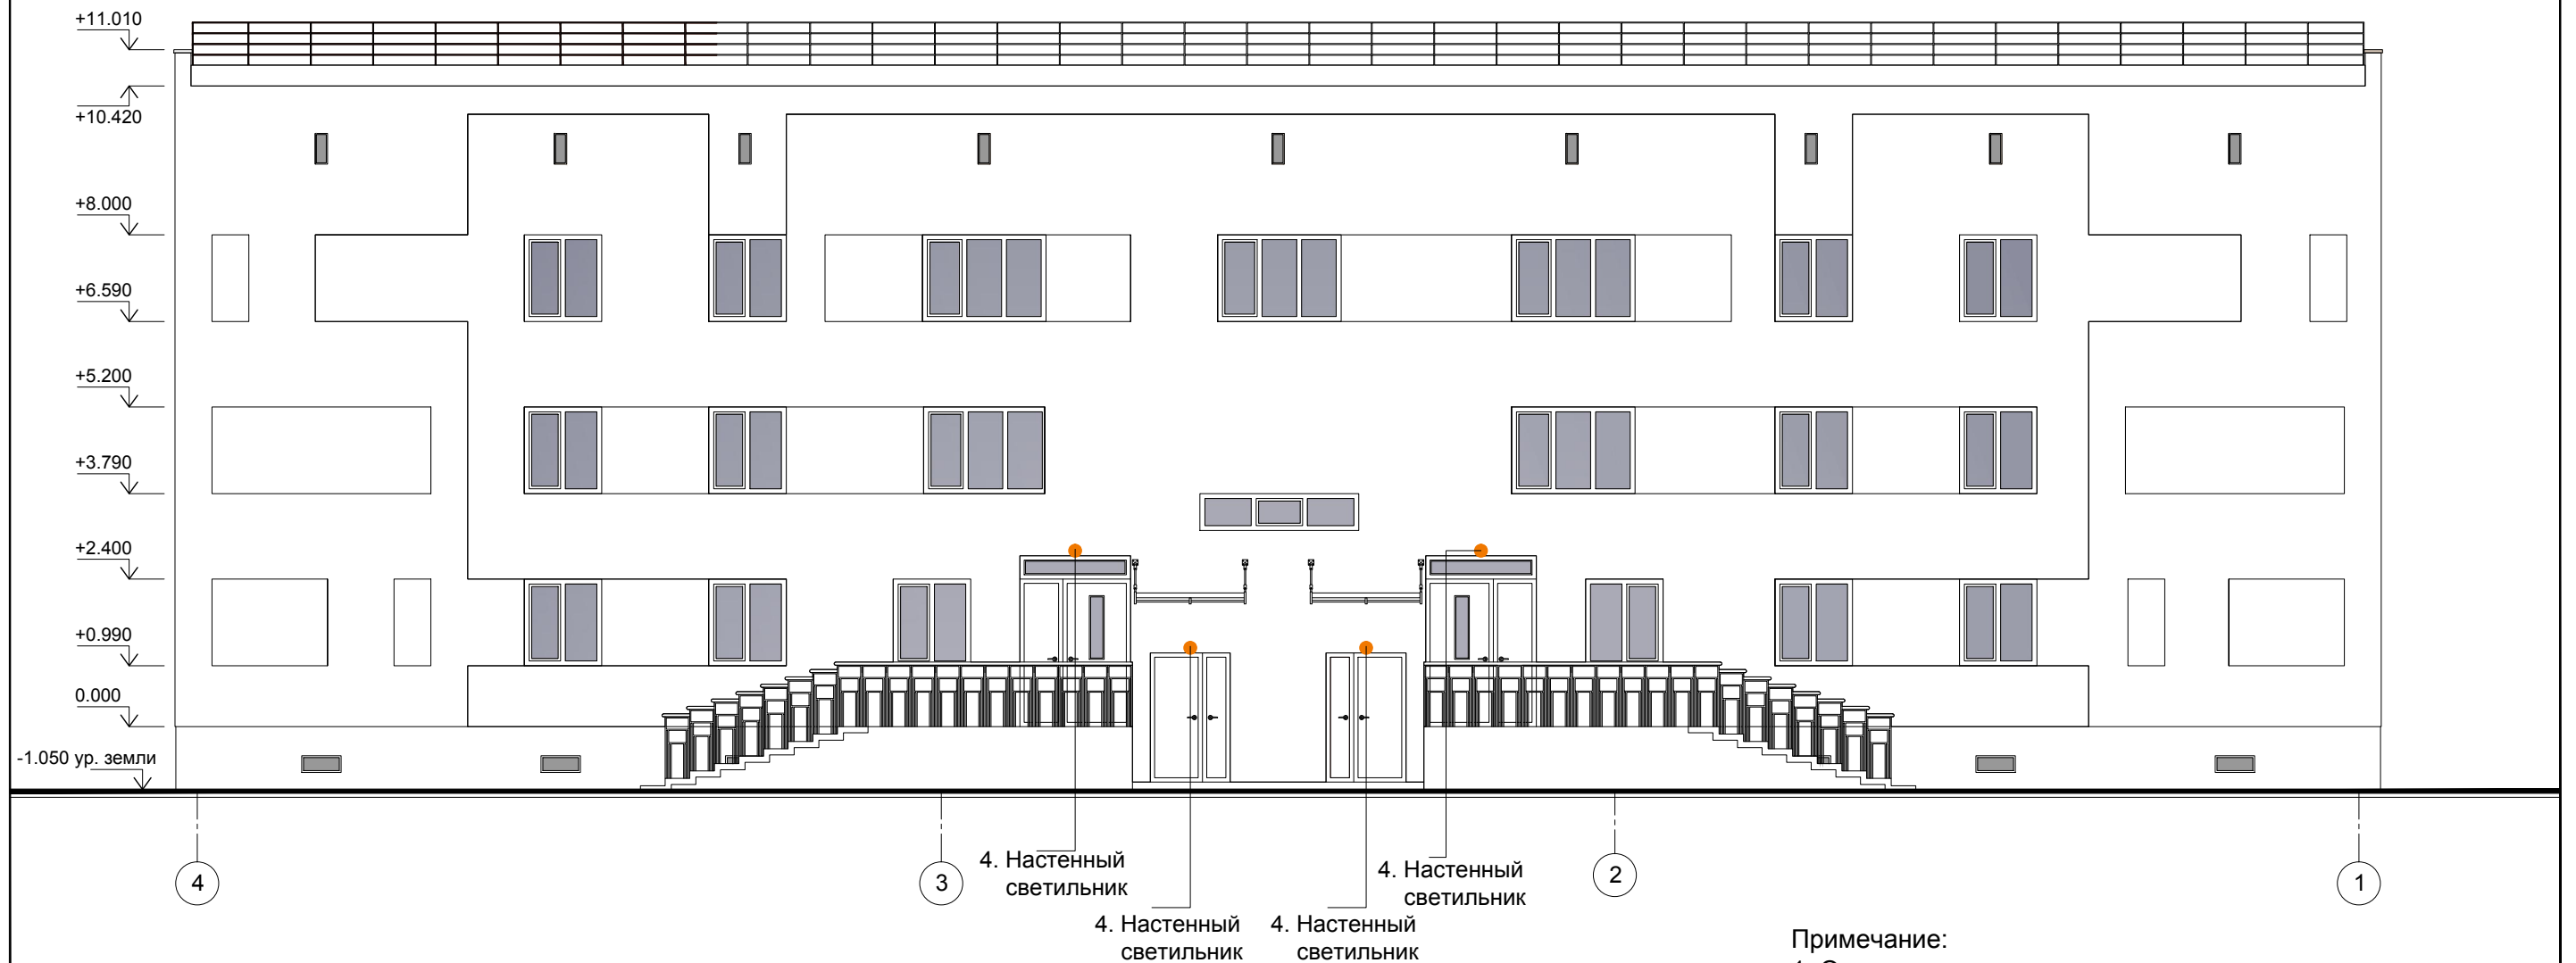 +11.010
+10.420
+8.000
+6.590
+5.200
+3.790
+2.400
+0.990
0.000
-1.050 ур. земли
4
3
2
1
4. Настенный
светильник
4. Настенный
светильник
4. Настенный
светильник
4. Настенный
светильник
Примечание: